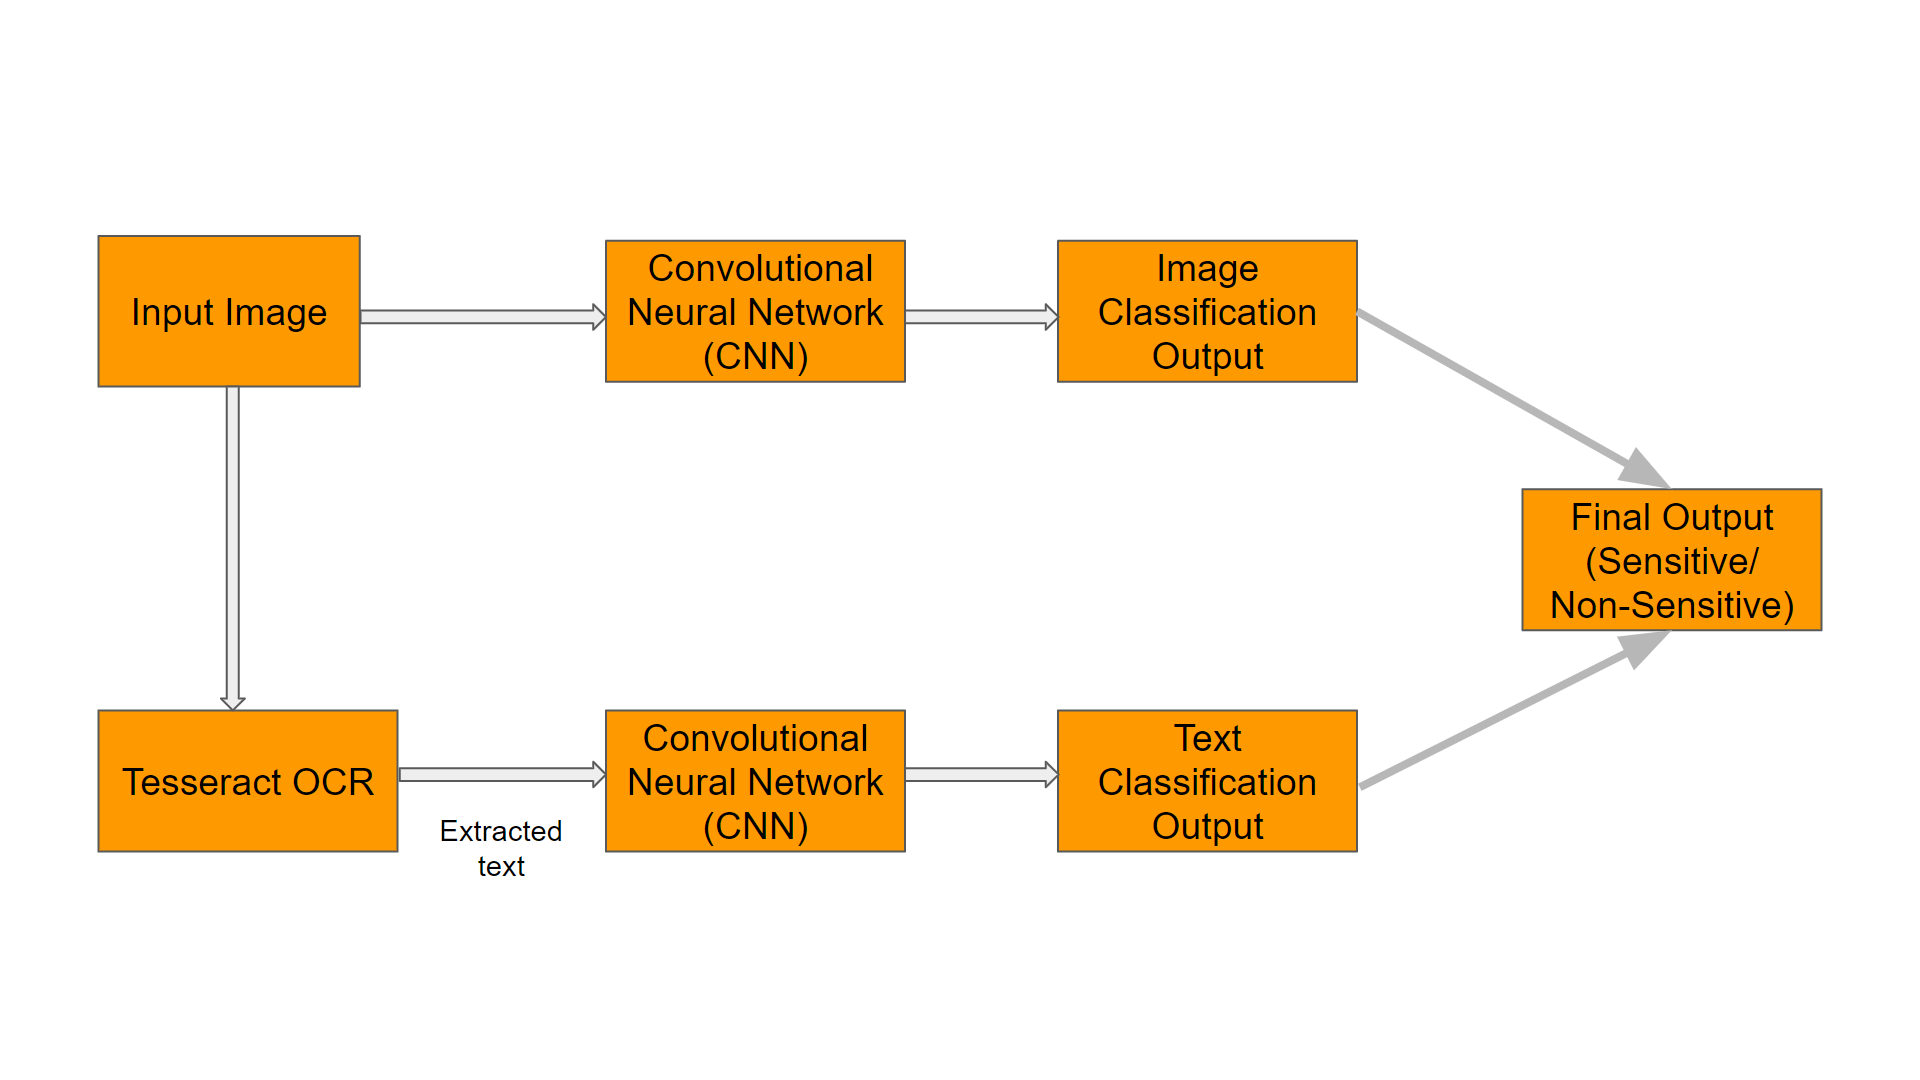 Input Image
Convolutional
Neural Network
(CNN)
Image
Classification
Output
Final Output
(Sensitive/
Non-Sensitive)
Tesseract OCR
Extracted
text
Convolutional
Neural Network
(CNN)
Text
Classification
Output